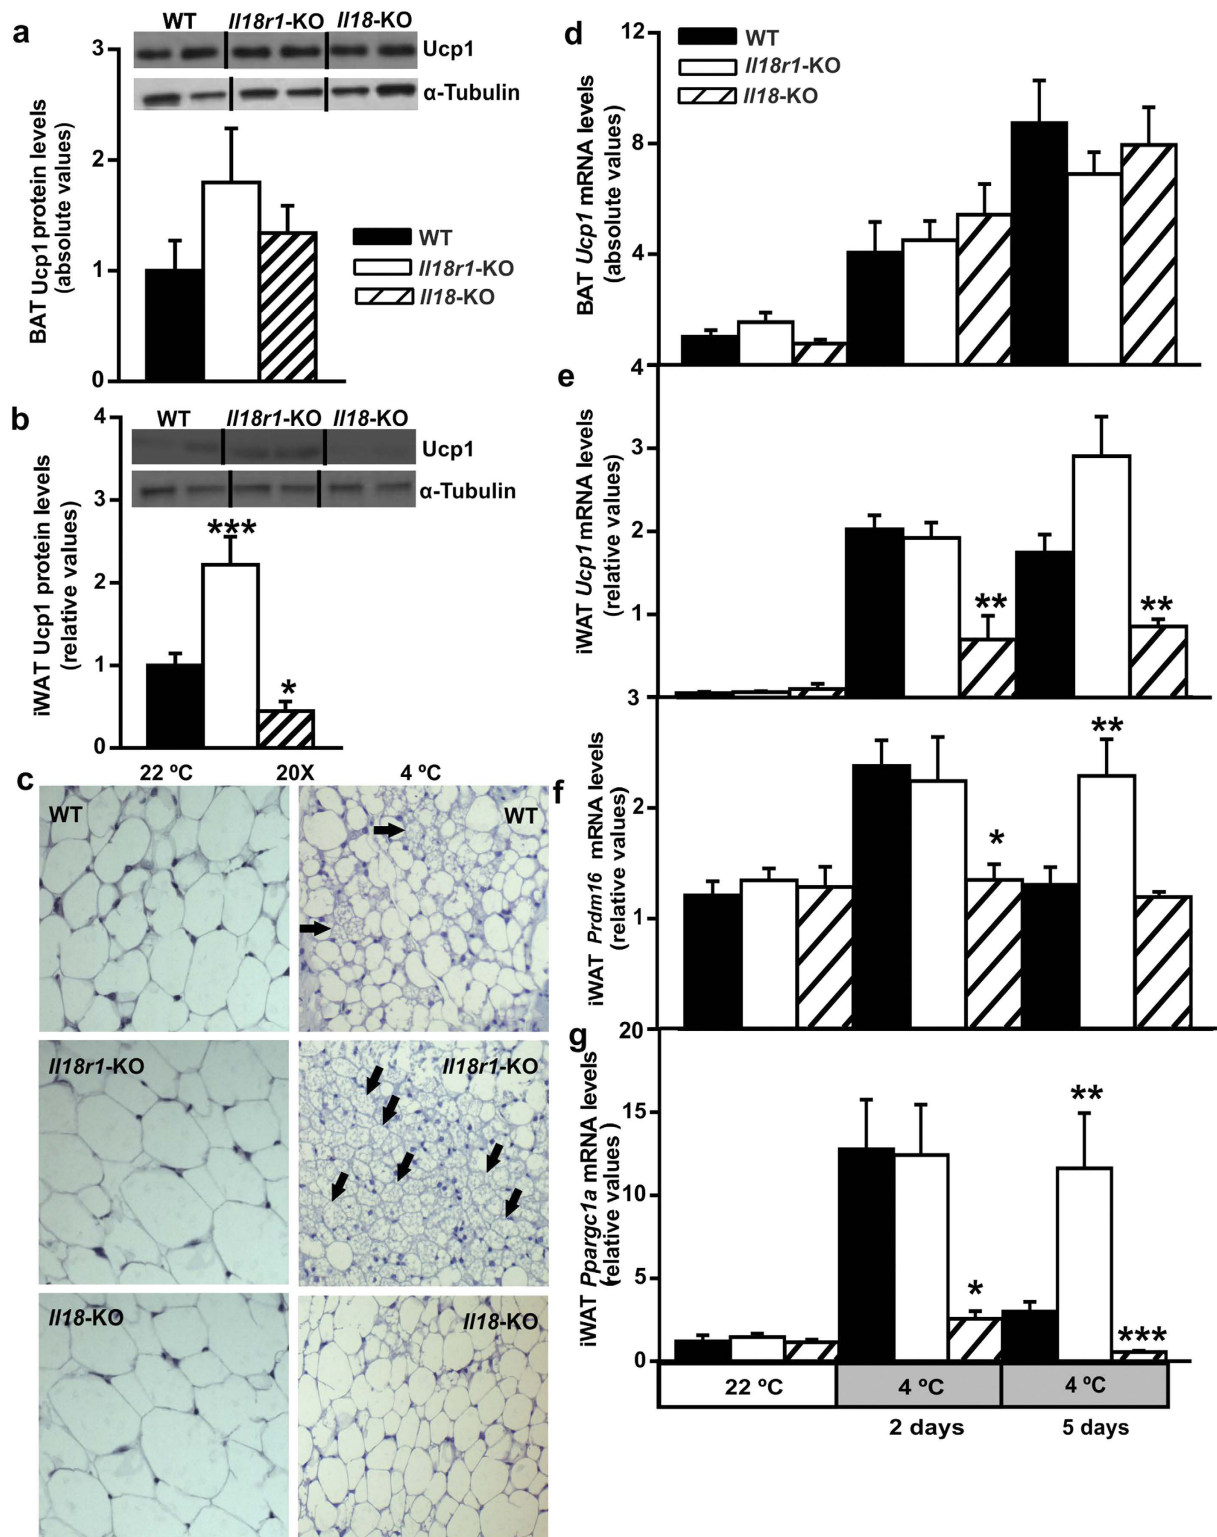 a
WT
Il18r1-KO
Il18-KO
Ucp1
α-Tubulin
BAT Ucp1 protein levels
(absolute values)
3
2
1
0
WT
Il18r1-KO
Il18-KO
b
WT
Il18r1-KO
Il18-KO
Ucp1
α-Tubulin
iWAT Ucp1 protein levels
(relative values)
4
3
2
1
0
***
*
c
22 ºC
20X
4 ºC
WT
WT
Il18r1-KO
Il18r1-KO
Il18-KO
Il18-KO
d
WT
Il18r1-KO
Il18-KO
BAT Ucp1 mRNA levels
(absolute values)
12
8
4
4
e
iWAT Ucp1 mRNA levels
(relative values)
3
2
1
3
**
**
f
iWAT Prdm16 mRNA levels
(relative values)
2
1
20
*
**
g
iWAT Ppargc1a mRNA levels
(relative values)
15
10
5
0
*
**
***
22 ºC
4 ºC
4 ºC
2 days
5 days